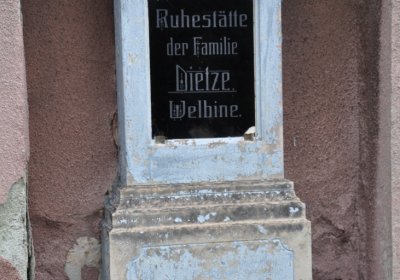 Ruhestätte
der Familie
Dietze.
Welbine.